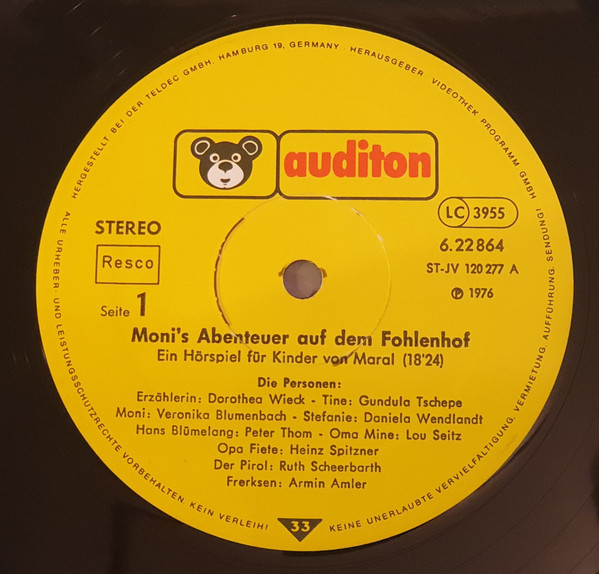 HERGESTELLT BEI DER TELDEC GMBH. HAMBURG 19, GERMANY · HERAUSGEBER VIDEOTHEK PROGRAMM GMBH
ALLE URHEBER- UND LEISTUNGSSCHUTZRECHTE VORBEHALTEN. KEIN VERLEIH! KEINE UNERLAUBTE VERVIELFÄLTIGUNG, VERMIETUNG, AUFFÜHRUNG, SENDUNG!
auditon
STEREO
LC 3955
Resco
6.22864
ST-JV 120 277 A
Seite 1
℗ 1976
Moni's Abenteuer auf dem Fohlenhof
Ein Hörspiel für Kinder von Maral (18'24)
Die Personen:
Erzählerin: Dorothea Wieck - Tine: Gundula Tschepe
Moni: Veronika Blumenbach - Stefanie: Daniela Wendlandt
Hans Blümelang: Peter Thom - Oma Mine: Lou Seitz
Opa Fiete: Heinz Spitzner
Der Pirol: Ruth Scheerbarth
Frerksen: Armin Amler
33